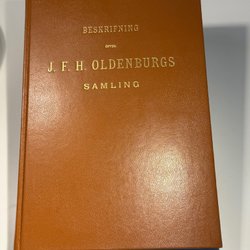 BESKRIFNING
ÖFVER
J. F. H. OLDENBURGS
SAMLING